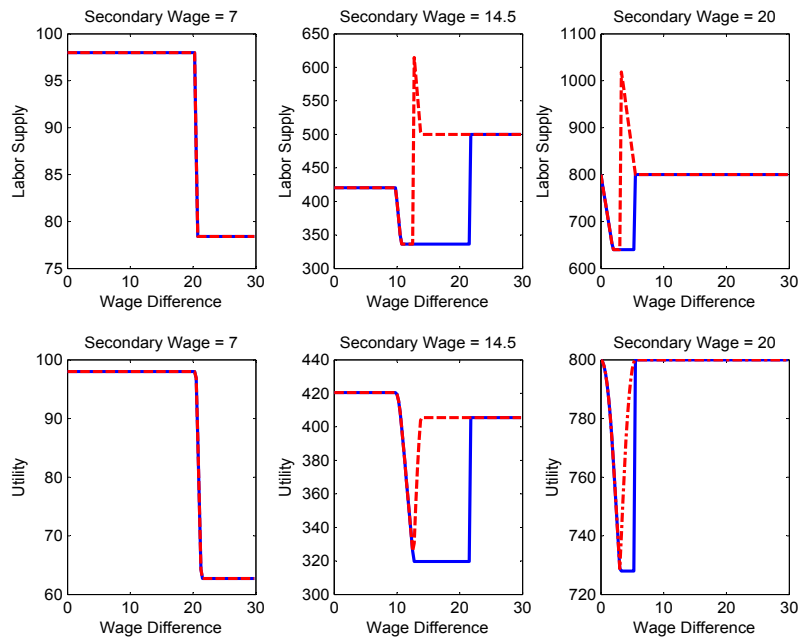 Secondary Wage = 7
Labor Supply
100
95
90
85
80
75
0 10 20 30
Wage Difference
Secondary Wage = 14.5
Labor Supply
650
600
550
500
450
400
350
300
0 10 20 30
Wage Difference
Secondary Wage = 20
Labor Supply
1100
1000
900
800
700
600
0 10 20 30
Wage Difference
Secondary Wage = 7
Utility
100
90
80
70
60
0 10 20 30
Wage Difference
Secondary Wage = 14.5
Utility
440
420
400
380
360
340
320
300
0 10 20 30
Wage Difference
Secondary Wage = 20
Utility
800
780
760
740
720
0 10 20 30
Wage Difference